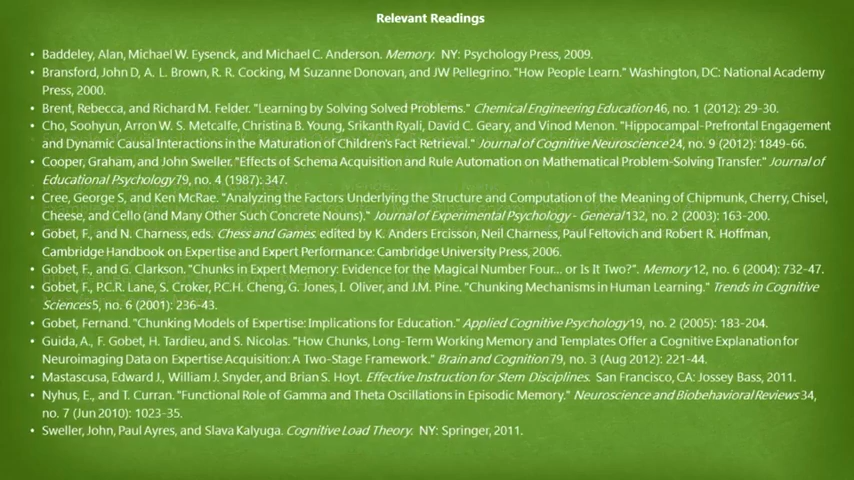 Relevant Readings
• Baddeley, Alan, Michael W. Eysenck, and Michael C. Anderson. Memory. NY: Psychology Press, 2009.
• Bransford, John D, A. L. Brown, R. R. Cocking, M Suzanne Donovan, and JW Pellegrino. "How People Learn." Washington, DC: National Academy
Press, 2000.
• Brent, Rebecca, and Richard M. Felder. "Learning by Solving Solved Problems." Chemical Engineering Education 46, no. 1 (2012): 29-30.
• Cho, Soohyun, Arron W. S. Metcalfe, Christina B. Young, Srikanth Ryali, David C. Geary, and Vinod Menon. "Hippocampal-Prefrontal Engagement
and Dynamic Causal Interactions in the Maturation of Children's Fact Retrieval." Journal of Cognitive Neuroscience 24, no. 9 (2012): 1849-66.
• Cooper, Graham, and John Sweller. "Effects of Schema Acquisition and Rule Automation on Mathematical Problem-Solving Transfer." Journal of
Educational Psychology 79, no. 4 (1987): 347.
• Cree, George S, and Ken McRae. "Analyzing the Factors Underlying the Structure and Computation of the Meaning of Chipmunk, Cherry, Chisel,
Cheese, and Cello (and Many Other Such Concrete Nouns)." Journal of Experimental Psychology - General 132, no. 2 (2003): 163-200.
• Gobet, F., and N. Charness, eds. Chess and Games. edited by K. Anders Ercisson, Neil Charness, Paul Feltovich and Robert R. Hoffman,
Cambridge Handbook on Expertise and Expert Performance: Cambridge University Press, 2006.
• Gobet, F., and G. Clarkson. "Chunks in Expert Memory: Evidence for the Magical Number Four... or Is It Two?". Memory 12, no. 6 (2004): 732-47.
• Gobet, F., P.C.R. Lane, S. Croker, P.C.H. Cheng, G. Jones, I. Oliver, and J.M. Pine. "Chunking Mechanisms in Human Learning." Trends in Cognitive
Sciences 5, no. 6 (2001): 236-43.
• Gobet, Fernand. "Chunking Models of Expertise: Implications for Education." Applied Cognitive Psychology 19, no. 2 (2005): 183-204.
• Guida, A., F. Gobet, H. Tardieu, and S. Nicolas. "How Chunks, Long-Term Working Memory and Templates Offer a Cognitive Explanation for
Neuroimaging Data on Expertise Acquisition: A Two-Stage Framework." Brain and Cognition 79, no. 3 (Aug 2012): 221-44.
• Mastascusa, Edward J., William J. Snyder, and Brian S. Hoyt. Effective Instruction for Stem Disciplines. San Francisco, CA: Jossey Bass, 2011.
• Nyhus, E., and T. Curran. "Functional Role of Gamma and Theta Oscillations in Episodic Memory." Neuroscience and Biobehavioral Reviews 34,
no. 7 (Jun 2010): 1023-35.
• Sweller, John, Paul Ayres, and Slava Kalyuga. Cognitive Load Theory. NY: Springer, 2011.